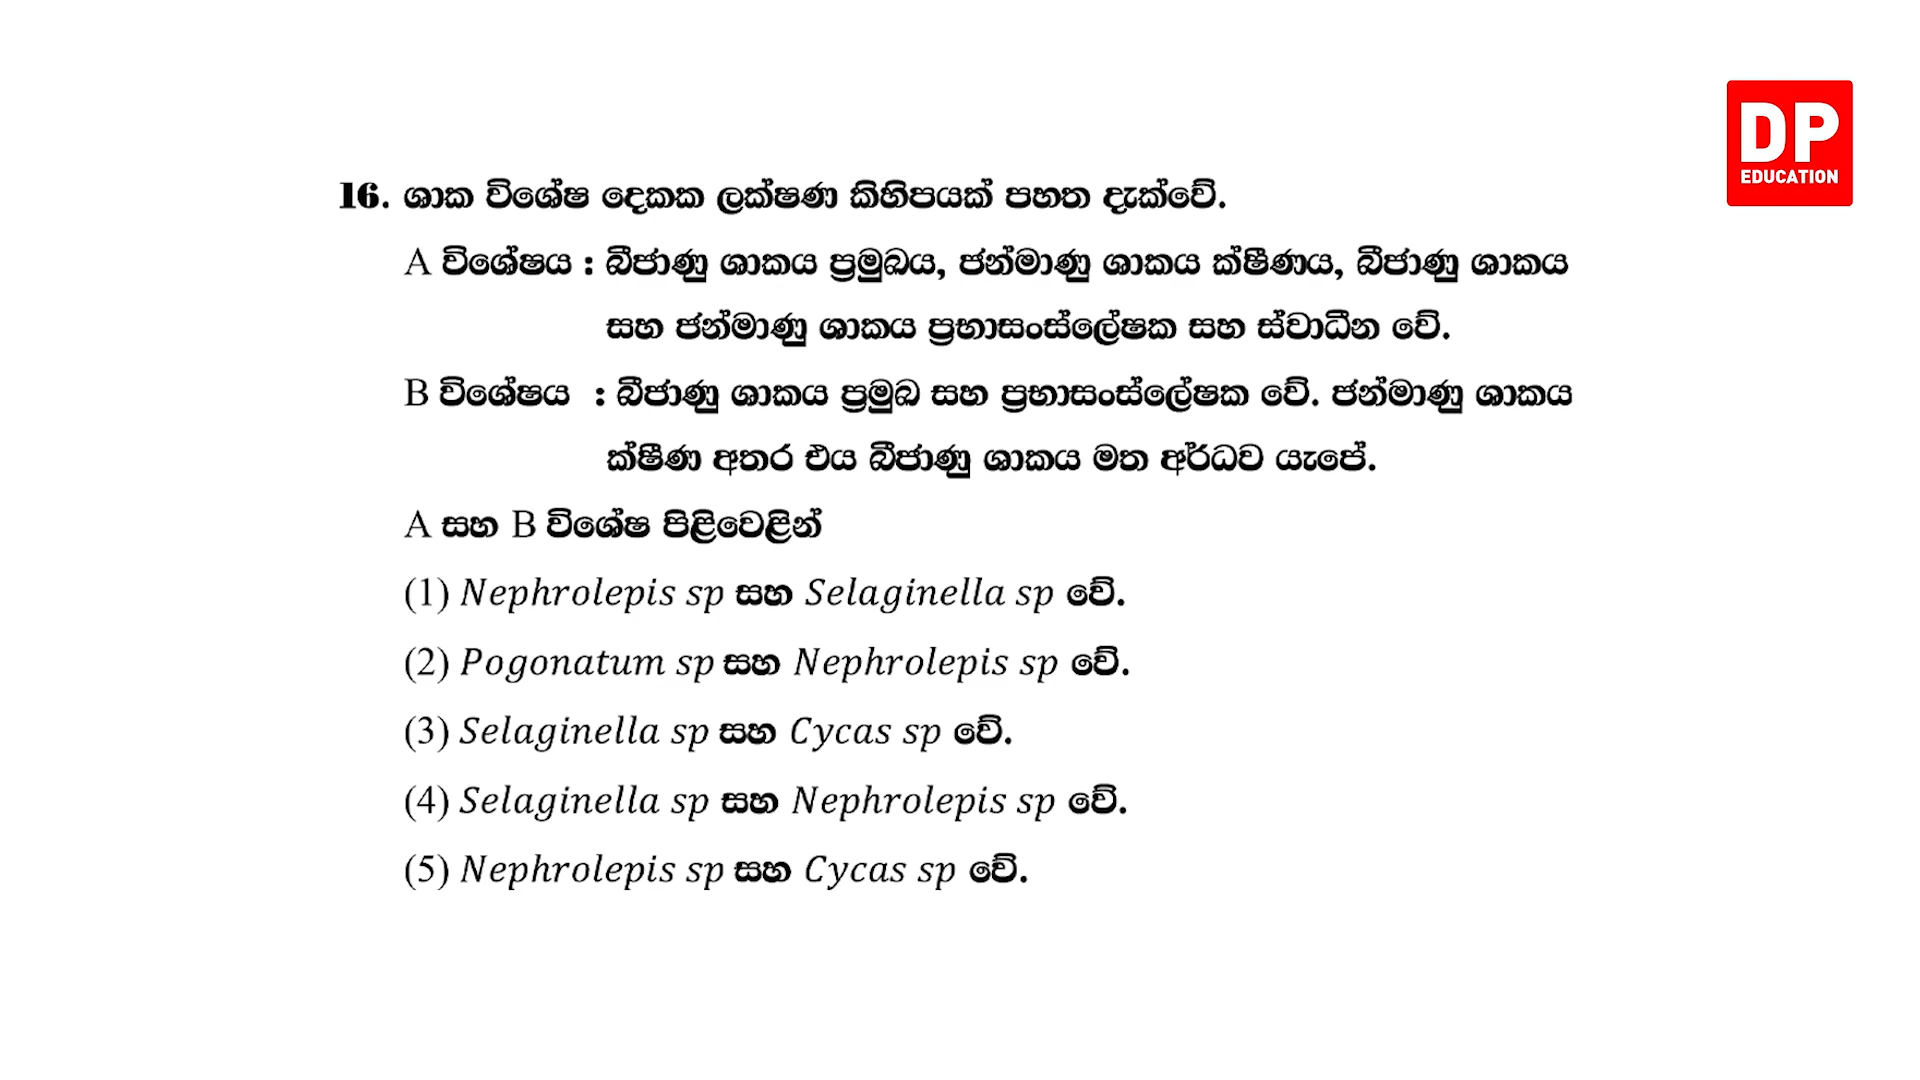 DP
EDUCATION
16. ශාක විශේෂ දෙකක ලක්ෂණ කිහිපයක් පහත දැක්වේ.
A විශේෂය : බීජාණු ශාකය ප්‍රමුඛය, ජන්මාණු ශාකය ක්ෂීණය, බීජාණු ශාකය
සහ ජන්මාණු ශාකය ප්‍රභාසංස්ලේෂක සහ ස්වාධීන වේ.
B විශේෂය : බීජාණු ශාකය ප්‍රමුඛ සහ ප්‍රභාසංස්ලේෂක වේ. ජන්මාණු ශාකය
ක්ෂීණ අතර එය බීජාණු ශාකය මත අර්ධව යැපේ.
A සහ B විශේෂ පිළිවෙළින්
(1) Nephrolepis sp සහ Selaginella sp වේ.
(2) Pogonatum sp සහ Nephrolepis sp වේ.
(3) Selaginella sp සහ Cycas sp වේ.
(4) Selaginella sp සහ Nephrolepis sp වේ.
(5) Nephrolepis sp සහ Cycas sp වේ.